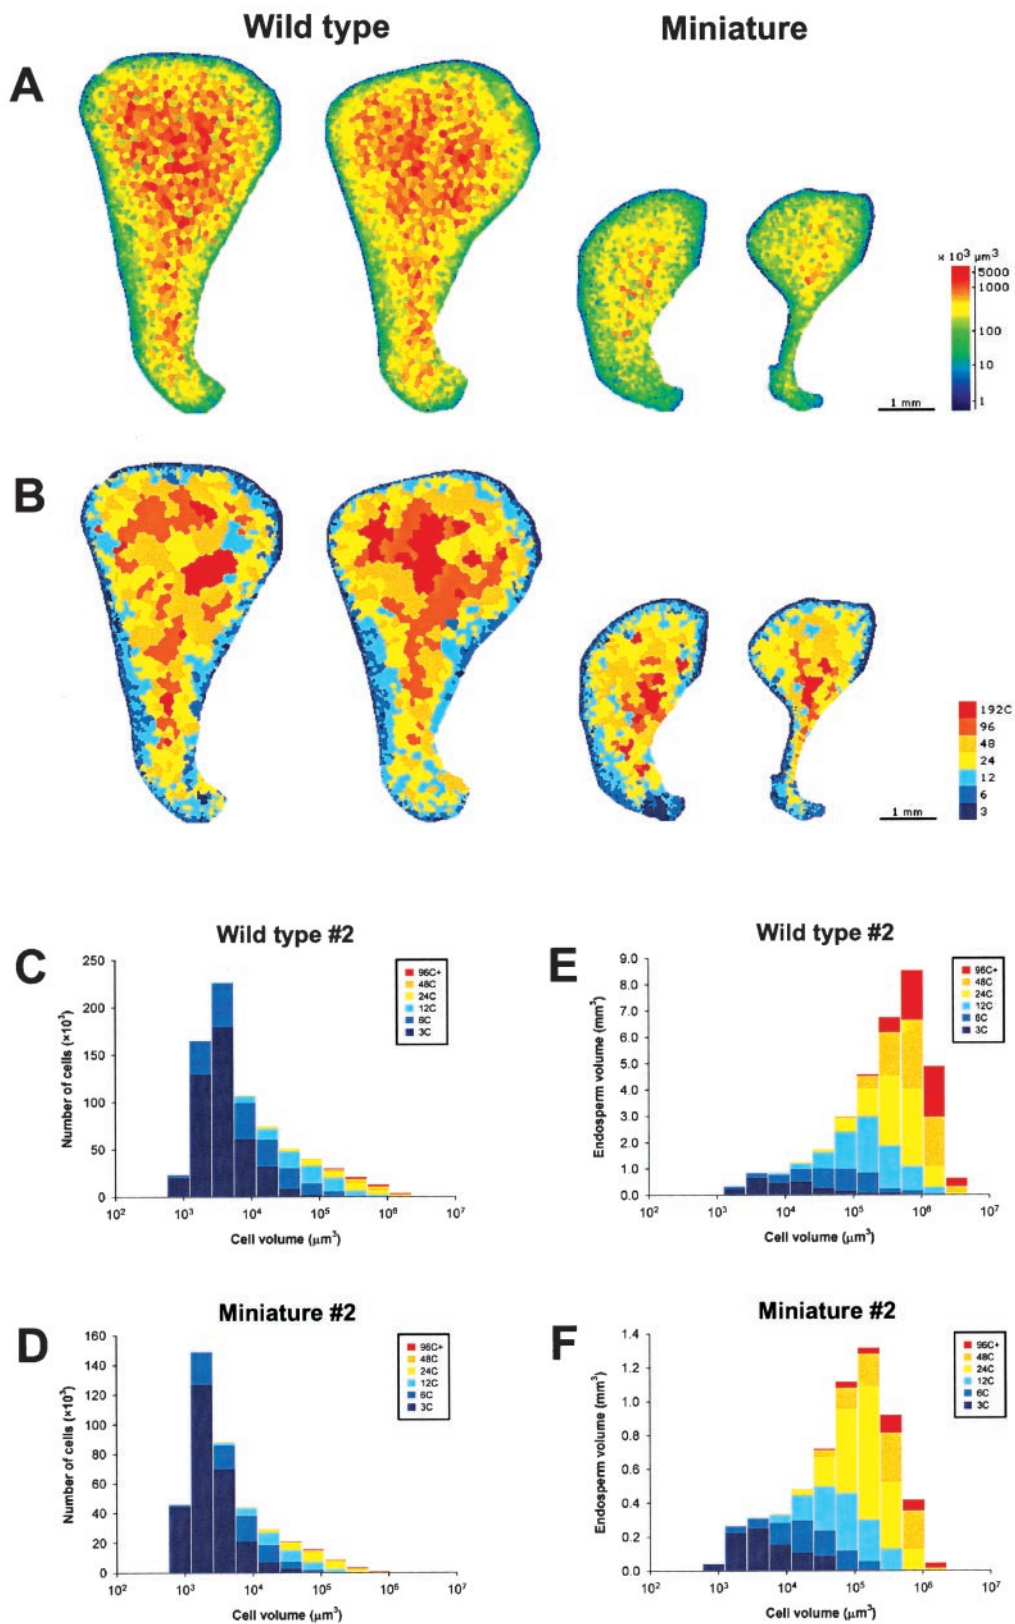 Wild type Miniature
A
× 10³ µm³
5000
1000
100
10
1
1 mm
B
192C
96
48
24
12
6
3
1 mm
C
Wild type #2
Number of cells (×10³)
250
200
150
100
50
0
96C+
48C
24C
12C
6C
3C
10² 10³ 10⁴ 10⁵ 10⁶ 10⁷
Cell volume (µm³)
E
Wild type #2
Endosperm volume (mm³)
9.0
8.0
7.0
6.0
5.0
4.0
3.0
2.0
1.0
0.0
96C+
48C
24C
12C
6C
3C
10² 10³ 10⁴ 10⁵ 10⁶ 10⁷
Cell volume (µm³)
D
Miniature #2
Number of cells (×10³)
160
140
120
100
80
60
40
20
0
96C+
48C
24C
12C
6C
3C
10² 10³ 10⁴ 10⁵ 10⁶ 10⁷
Cell volume (µm³)
F
Miniature #2
Endosperm volume (mm³)
1.4
1.2
1.0
0.8
0.6
0.4
0.2
0.0
96C+
48C
24C
12C
6C
3C
10² 10³ 10⁴ 10⁵ 10⁶ 10⁷
Cell volume (µm³)